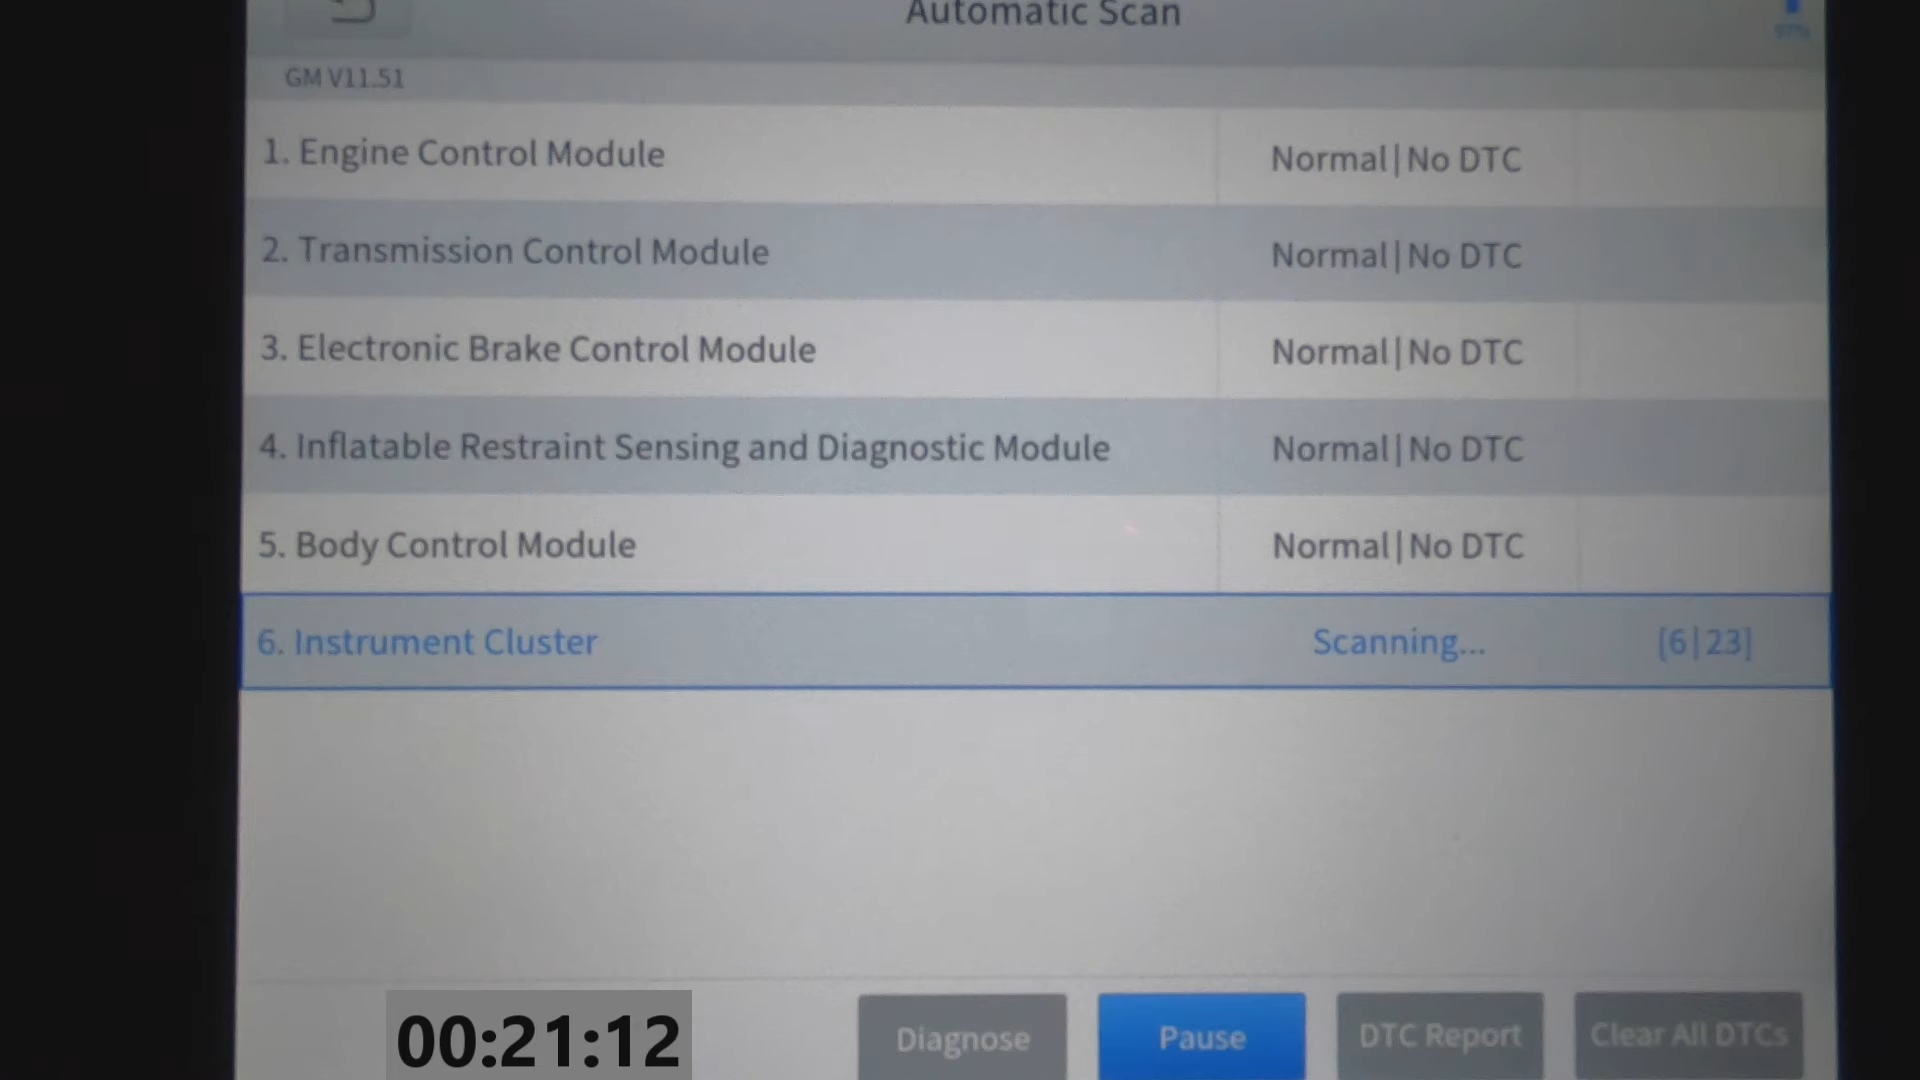 Automatic Scan
97%
GM V11.51
1. Engine Control Module Normal|No DTC
2. Transmission Control Module Normal|No DTC
3. Electronic Brake Control Module Normal|No DTC
4. Inflatable Restraint Sensing and Diagnostic Module Normal|No DTC
5. Body Control Module Normal|No DTC
6. Instrument Cluster Scanning... [6|23]
00:21:12 Diagnose Pause DTC Report Clear All DTCs